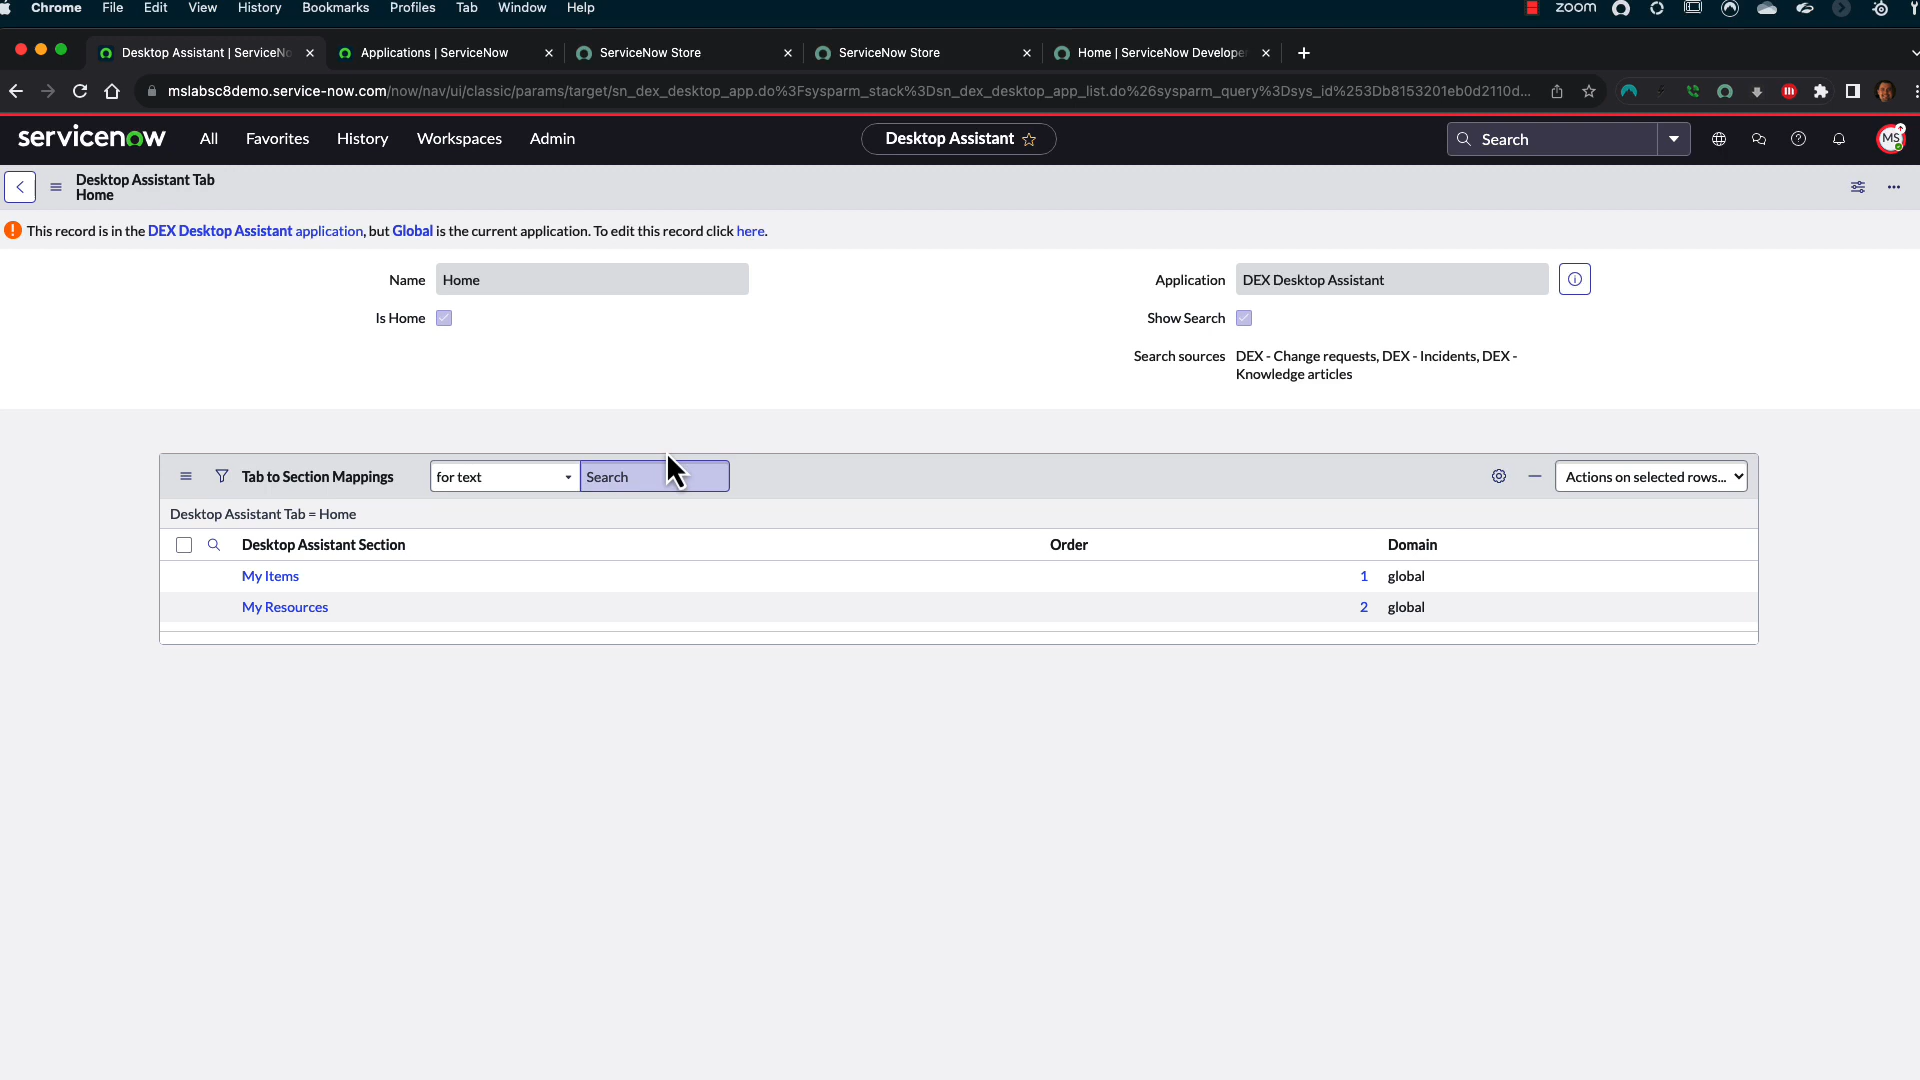 Chrome File Edit View History Bookmarks Profiles Tab Window Help zoom
Desktop Assistant | ServiceNo Applications | ServiceNow ServiceNow Store ServiceNow Store Home | ServiceNow Develope
mslabsc8demo.service-now.com/now/nav/ui/classic/params/target/sn_dex_desktop_app.do%3Fsysparm_stack%3Dsn_dex_desktop_app_list.do%26sysparm_query%3Dsys_id%253Db8153201eb0d2110d...
servicenow All Favorites History Workspaces Admin Desktop Assistant Search MS
Desktop Assistant Tab
Home
This record is in the DEX Desktop Assistant application, but Global is the current application. To edit this record click here.
Name Home Application DEX Desktop Assistant
Is Home Show Search
Search sources DEX - Change requests, DEX - Incidents, DEX -
Knowledge articles
Tab to Section Mappings for text Search Actions on selected rows...
Desktop Assistant Tab = Home
Desktop Assistant Section Order Domain
My Items 1 global
My Resources 2 global